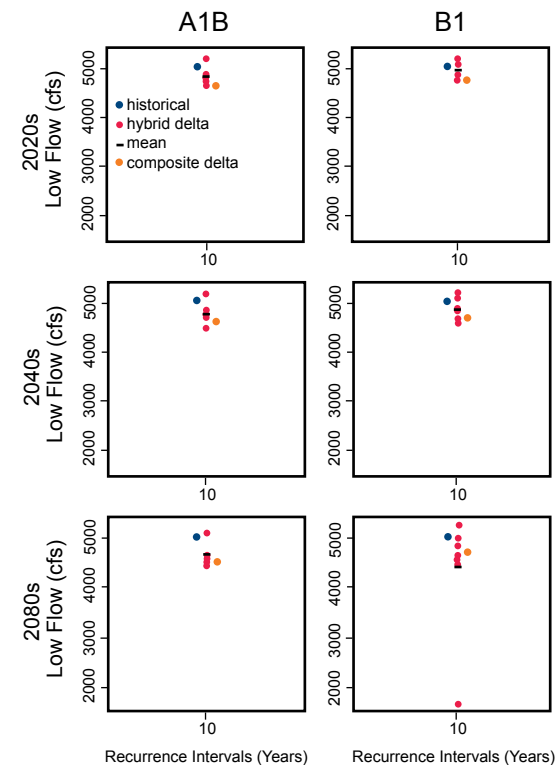 A1B
B1
2020s
Low Flow (cfs)
5000
4000
3000
2000
historical
hybrid delta
mean
composite delta
10
5000
4000
3000
2000
10
2040s
Low Flow (cfs)
5000
4000
3000
2000
10
5000
4000
3000
2000
10
2080s
Low Flow (cfs)
5000
4000
3000
2000
10
Recurrence Intervals (Years)
5000
4000
3000
2000
10
Recurrence Intervals (Years)